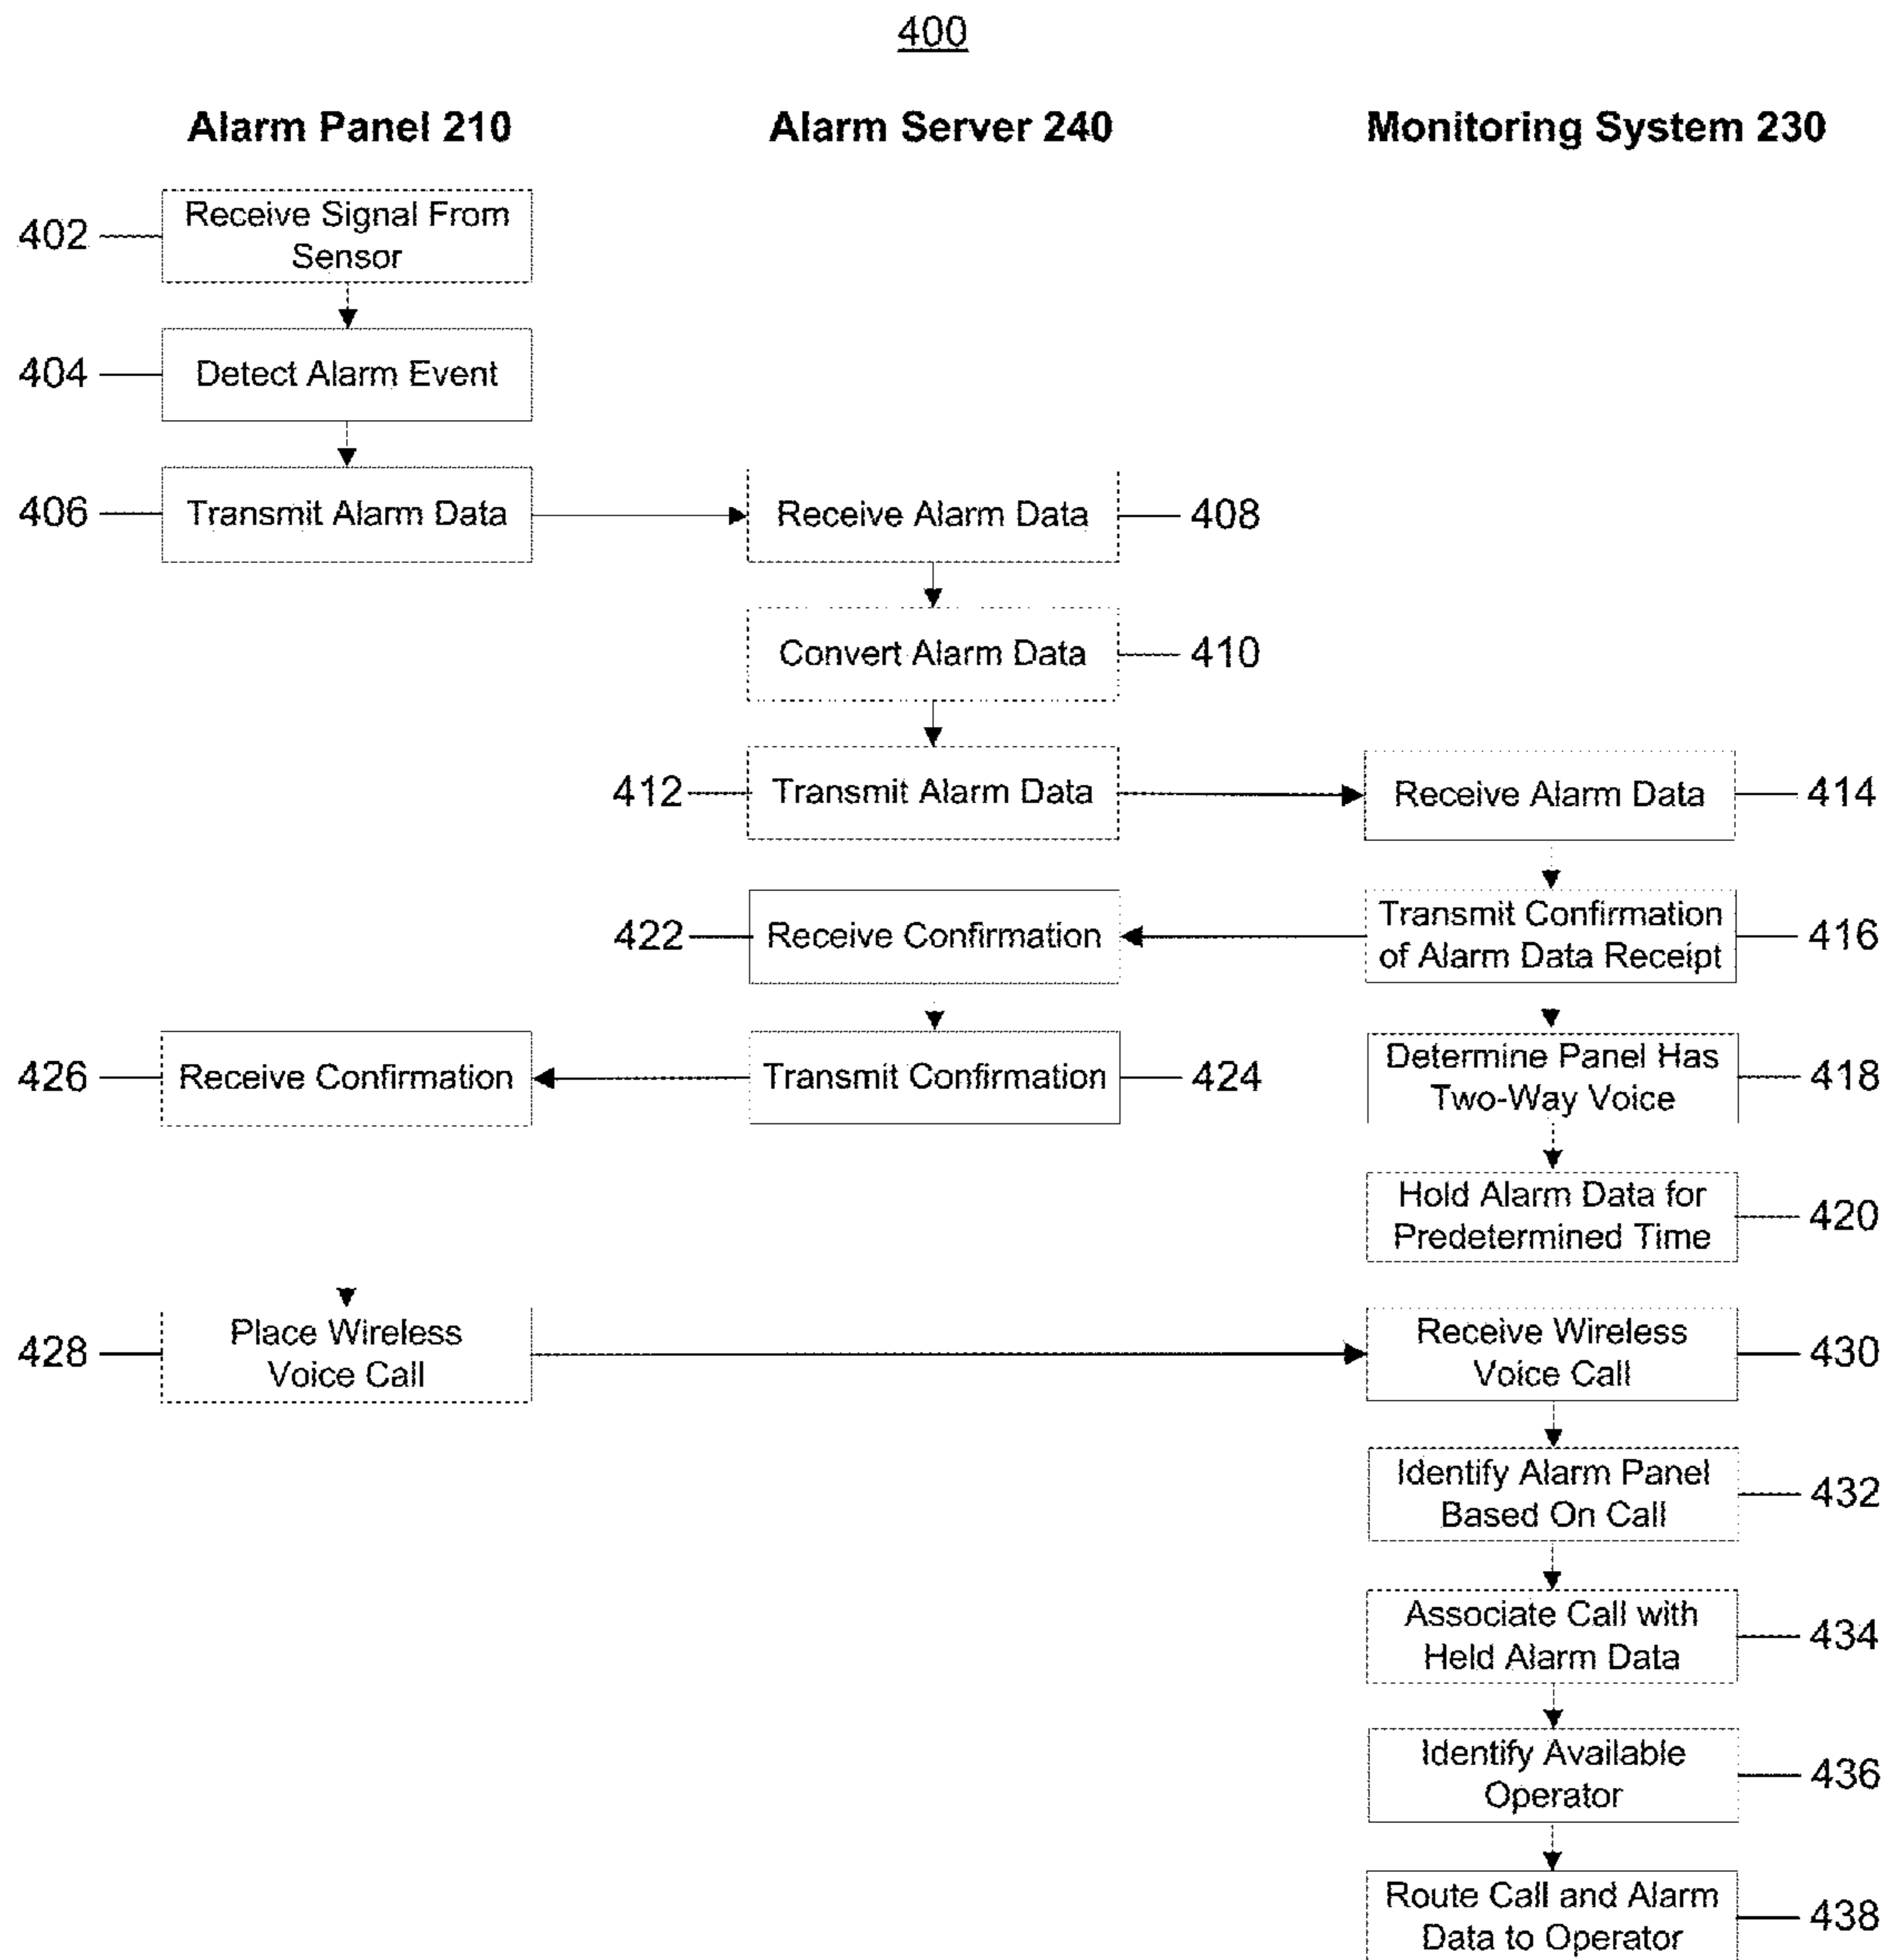 400
Alarm Panel 210
Alarm Server 240
Monitoring System 230
402
Receive Signal From
Sensor
404
Detect Alarm Event
406
Transmit Alarm Data
Receive Alarm Data
408
Convert Alarm Data
410
412
Transmit Alarm Data
Receive Alarm Data
414
422
Receive Confirmation
Transmit Confirmation
of Alarm Data Receipt
416
426
Receive Confirmation
Transmit Confirmation
424
Determine Panel Has
Two-Way Voice
418
Hold Alarm Data for
Predetermined Time
420
428
Place Wireless
Voice Call
Receive Wireless
Voice Call
430
Identify Alarm Panel
Based On Call
432
Associate Call with
Held Alarm Data
434
Identify Available
Operator
436
Route Call and Alarm
Data to Operator
438